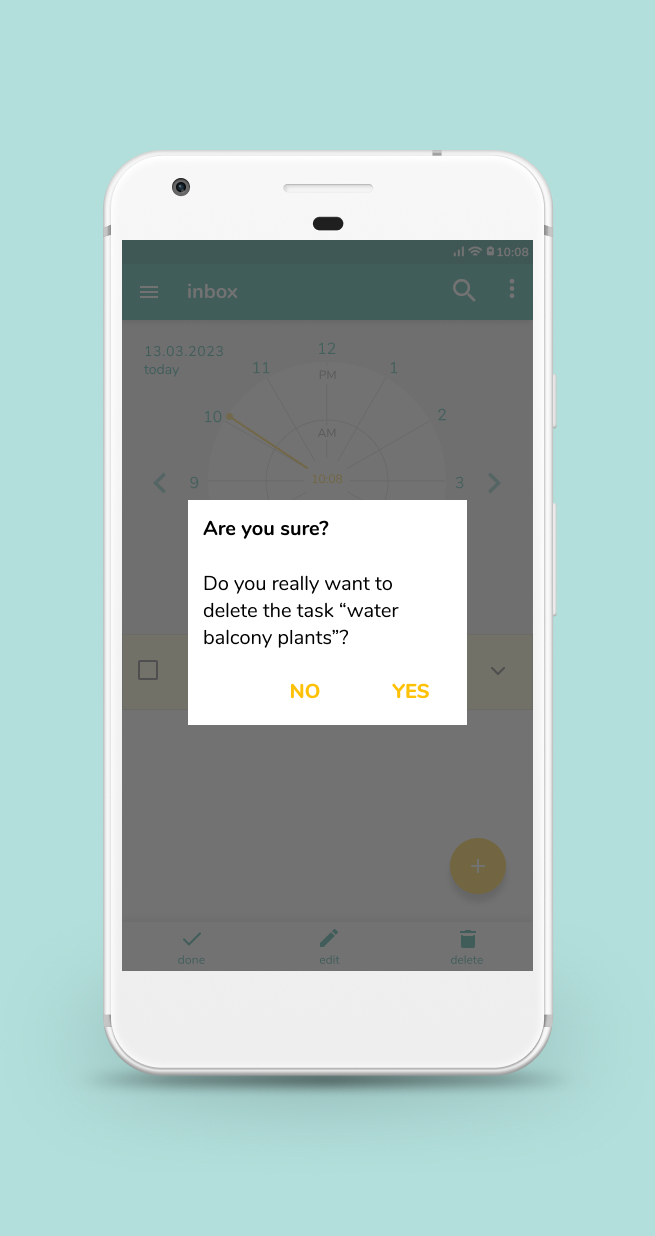 10:08
inbox
13.03.2023
today
12
11
1
PM
10
2
AM
10:08
9
3
Are you sure?
Do you really want to
delete the task “water
balcony plants”?
NO
YES
done
edit
delete